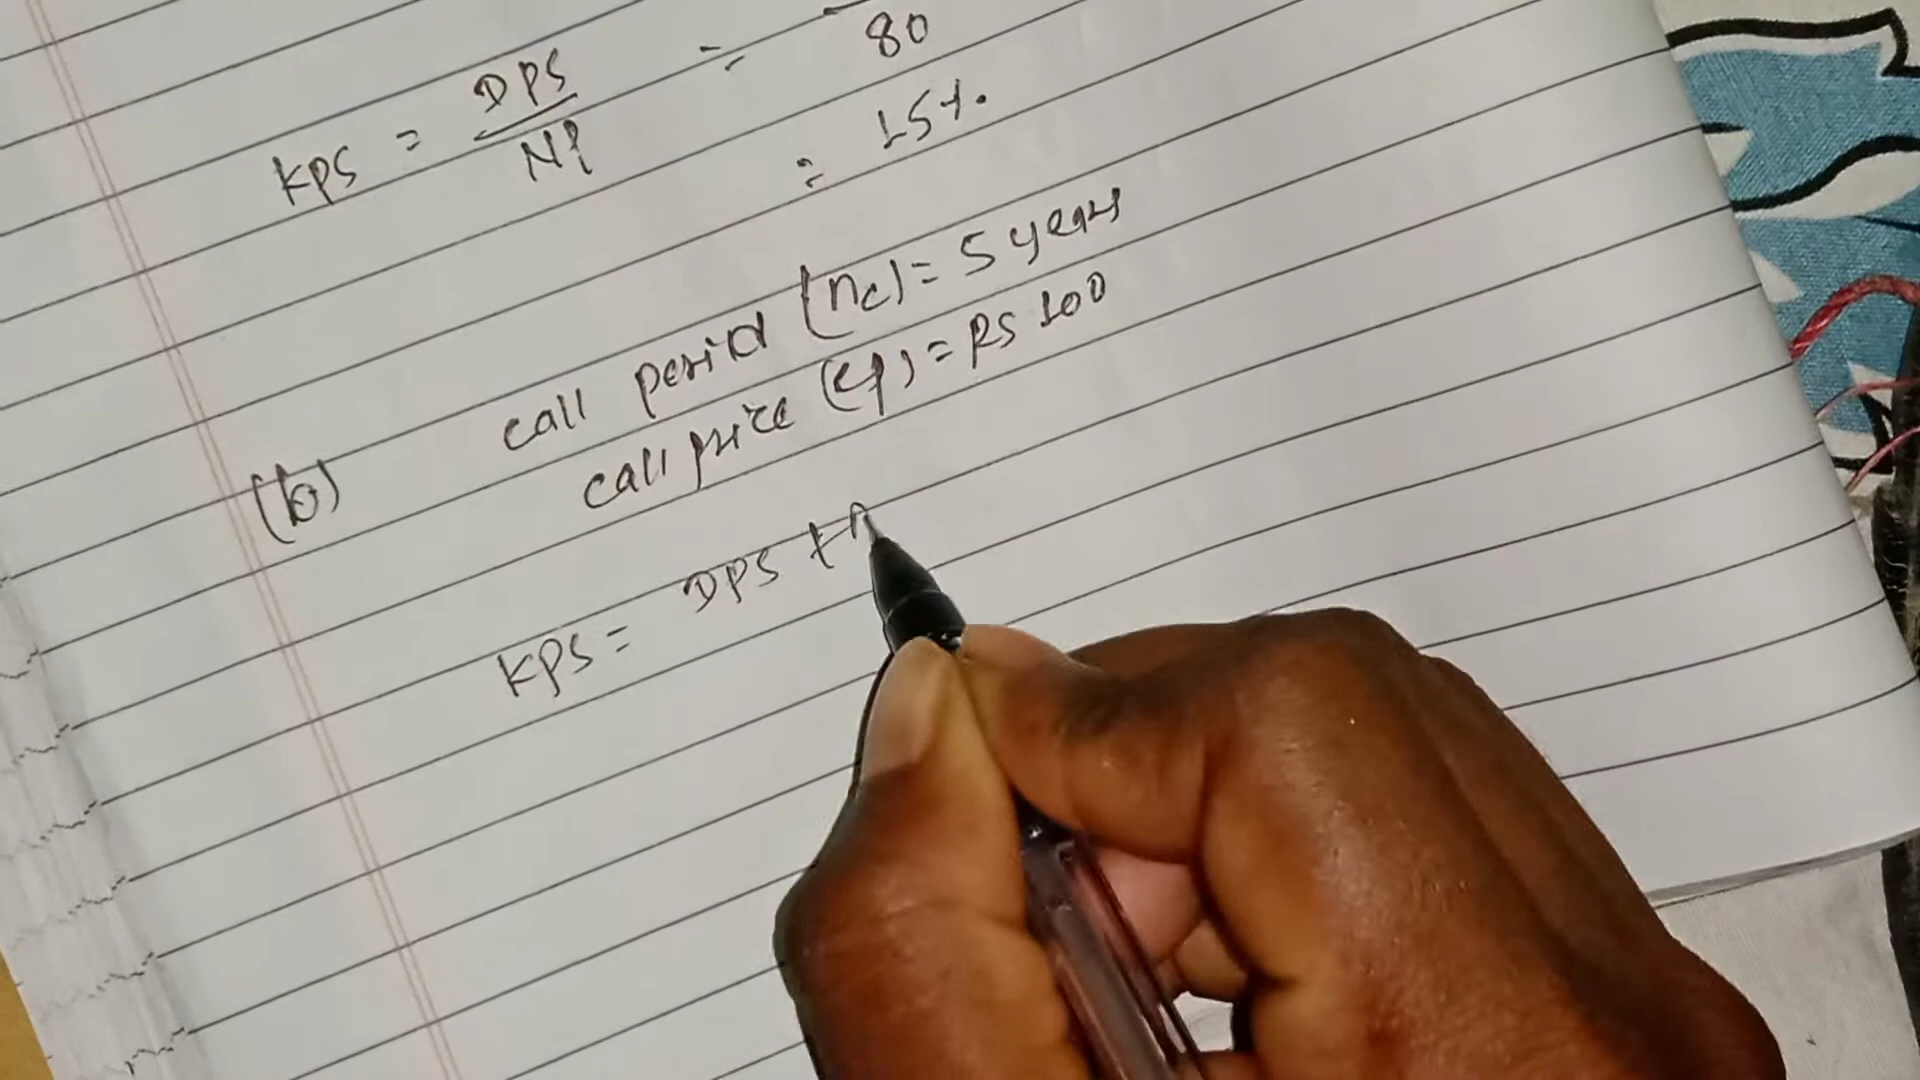 KPS = DPS / NP = 80
= 15%.
(b) call period (nc) = 5 years
call price (cp) = RS 100
KPS = DPS +